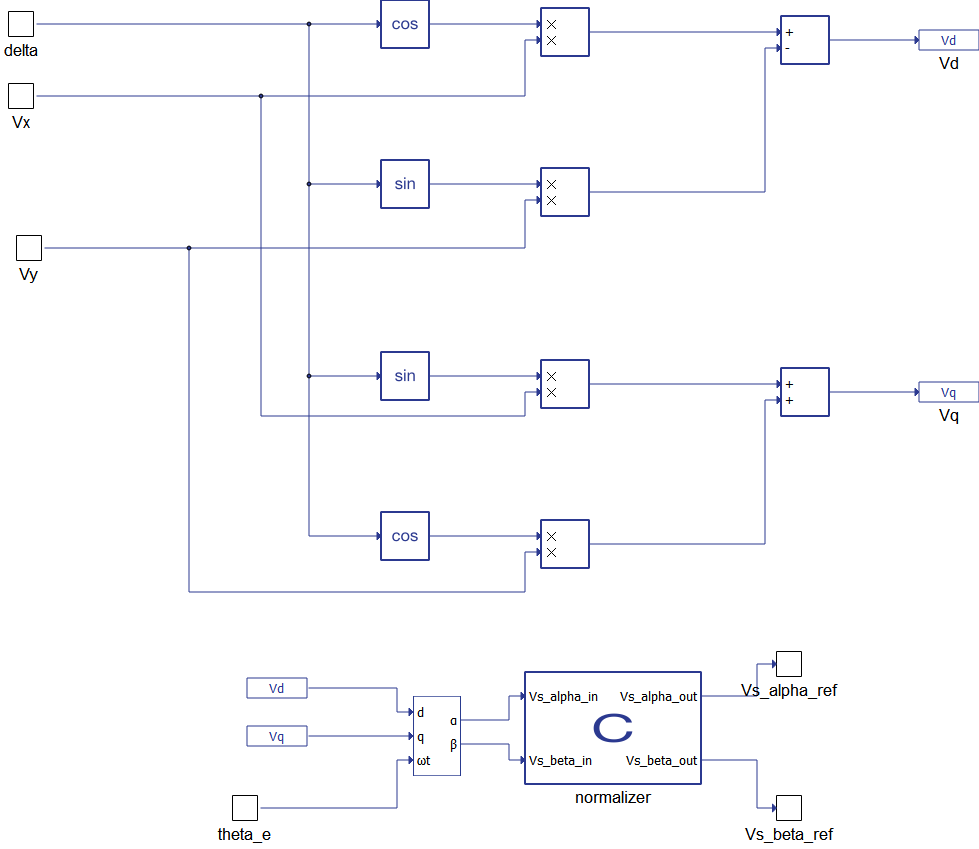 delta
cos
×
×
+
-
Vd
Vd
Vx
sin
×
×
Vy
sin
×
×
+
+
Vq
Vq
cos
×
×
Vd
Vq
d
q
ωt
α
β
theta_e
Vs_alpha_in
Vs_alpha_out
C
Vs_beta_in
Vs_beta_out
normalizer
Vs_alpha_ref
Vs_beta_ref